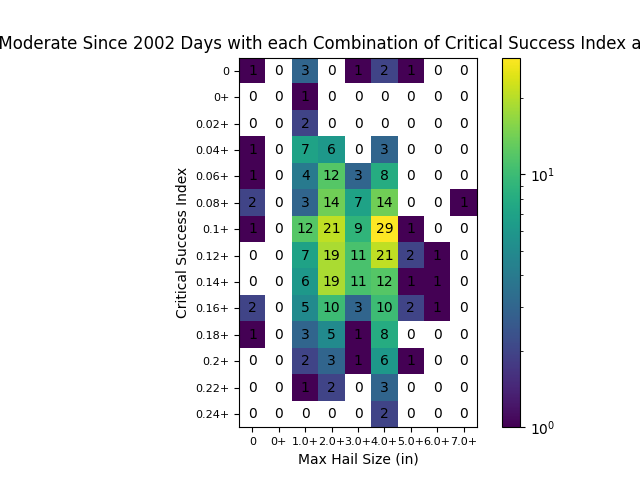 Moderate Since 2002 Days with each Combination of Critical Success Index a
0 1 0 3 0 1 2 1 0 0
0+ 0 0 1 0 0 0 0 0 0
0.02+ 0 0 2 0 0 0 0 0 0
0.04+ 1 0 7 6 0 3 0 0 0
0.06+ 1 0 4 12 3 8 0 0 0
0.08+ 2 0 3 14 7 14 0 0 1
0.1+ 1 0 12 21 9 29 1 0 0
0.12+ 0 0 7 19 11 21 2 1 0
0.14+ 0 0 6 19 11 12 1 1 0
0.16+ 2 0 5 10 3 10 2 1 0
0.18+ 1 0 3 5 1 8 0 0 0
0.2+ 0 0 2 3 1 6 1 0 0
0.22+ 0 0 1 2 0 3 0 0 0
0.24+ 0 0 0 0 0 2 0 0 0
0 0+ 1.0+ 2.0+ 3.0+ 4.0+ 5.0+ 6.0+ 7.0+
Max Hail Size (in)
Critical Success Index
10¹
10⁰